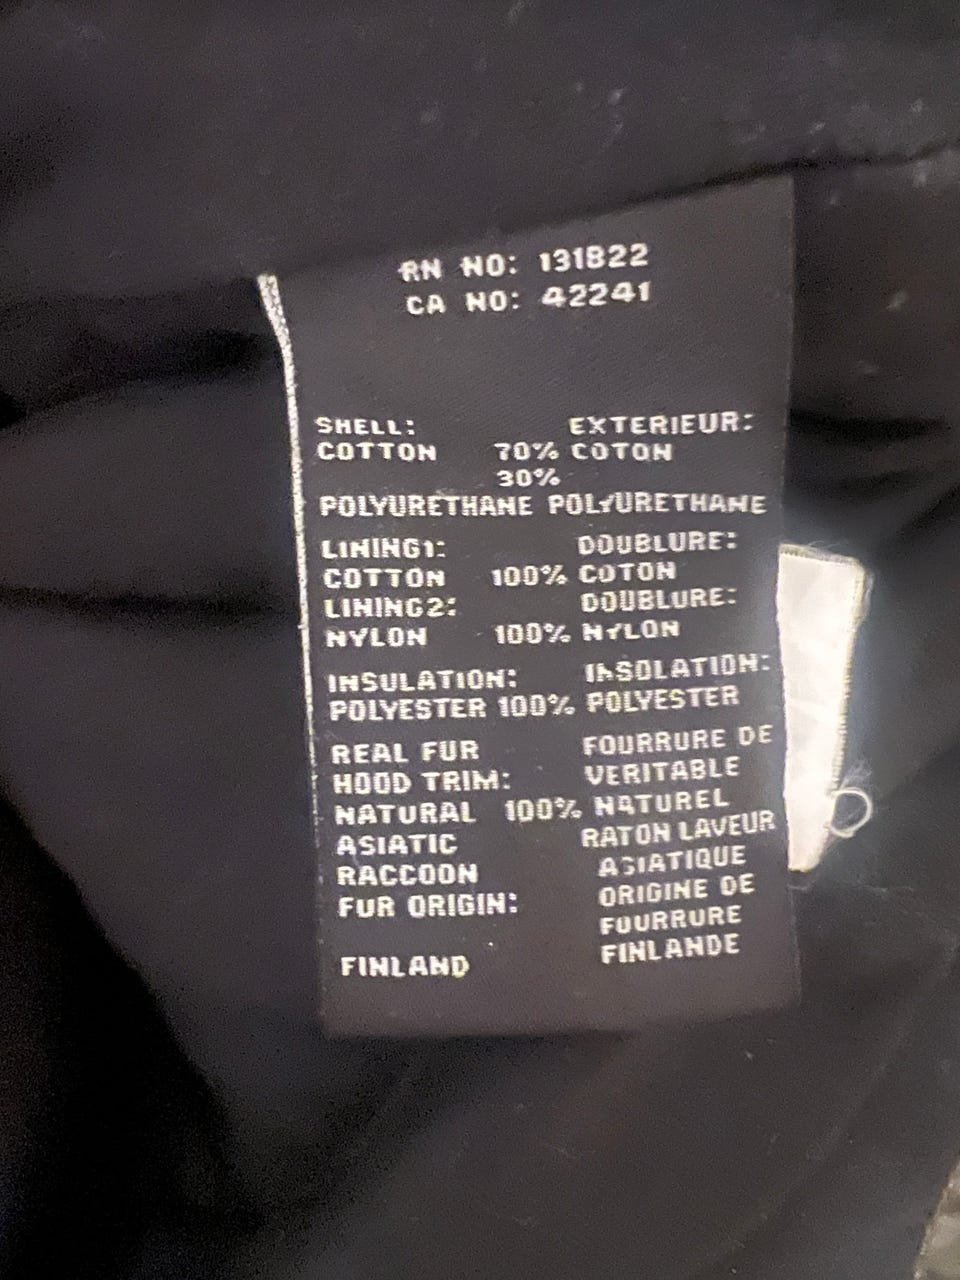 RN NO: 131822
CA NO: 42241
SHELL: EXTERIEUR:
COTTON 70% COTON
30%
POLYURETHANE POLYURETHANE
LINING1: DOUBLURE:
COTTON 100% COTON
LINING2: DOUBLURE:
NYLON 100% NYLON
INSULATION: INSOLATION:
POLYESTER 100% POLYESTER
REAL FUR FOURRURE DE
HOOD TRIM: VERITABLE
NATURAL 100% NATUREL
ASIATIC RATON LAVEUR
RACCOON ASIATIQUE
FUR ORIGIN: ORIGINE DE
FOURRURE
FINLAND FINLANDE